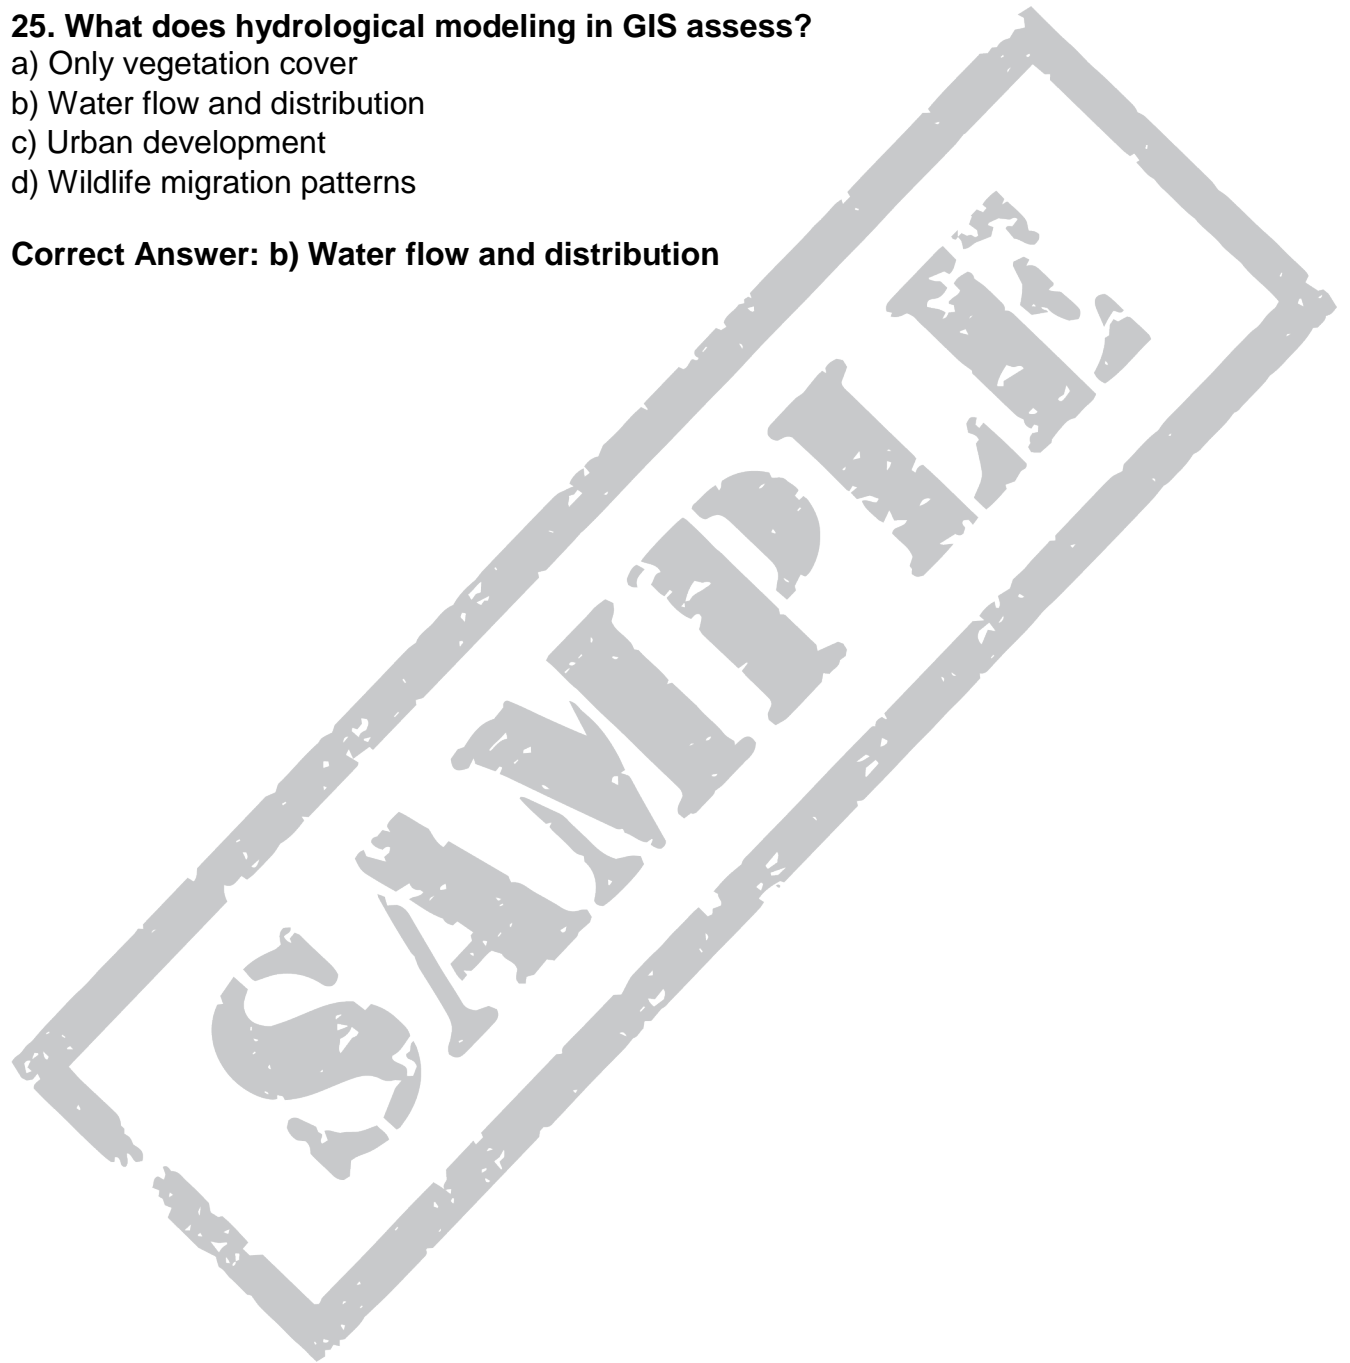 25. What does hydrological modeling in GIS assess?
a) Only vegetation cover
b) Water flow and distribution
c) Urban development
d) Wildlife migration patterns
Correct Answer: b) Water flow and distribution
SAMPLE